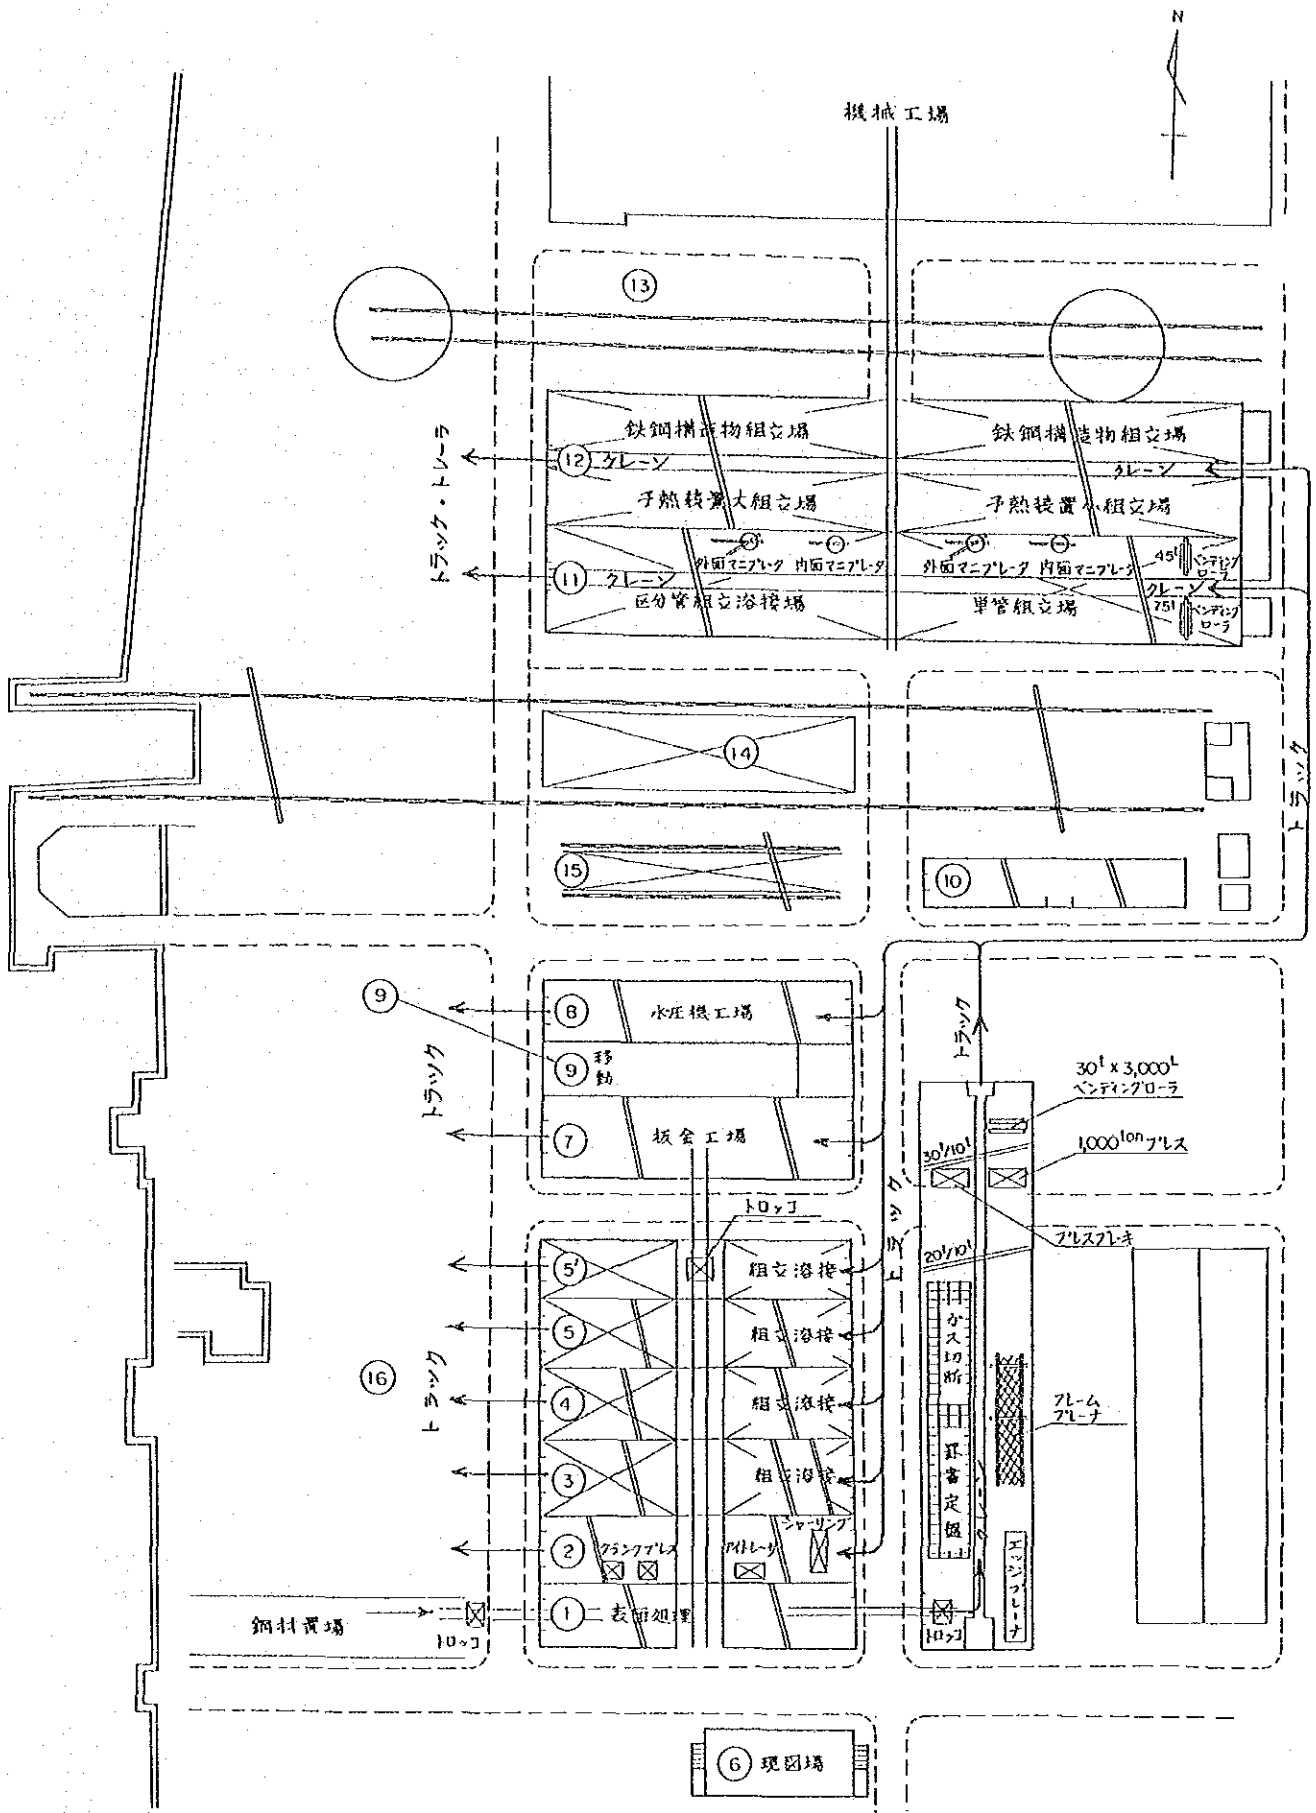 N
機械工場
13
鉄鋼構造物組立場
鉄鋼構造物組立場
12
クレーン
クレーン
トラック・トレーラ
予熱装置大組立場
予熱装置小組立場
外面マニプレータ
内面マニプレータ
外面マニプレータ
内面マニプレータ
45t
ベンディング
ローラ
11
クレーン
クレーン
区分管組立溶接場
単管組立場
75t
ベンディング
ローラ
14
トラック
15
10
9
8
水圧機工場
トラック
9
移動
トラック
30t x 3,000L
ベンディングローラ
7
板金工場
30t/10t
1,000ton プレス
トロッコ
トラック
プレスブレーキ
5'
組立溶接
20t/10t
5
組立溶接
ガス切断
16
トラック
4
組立溶接
フレーム
プレーナ
3
組立溶接
罫書定盤
クレーン
シャーリング
2
クランクプレス
エッジプレーナ
鋼材置場
トロッコ
1
表面処理
トロッコ
6
現図場